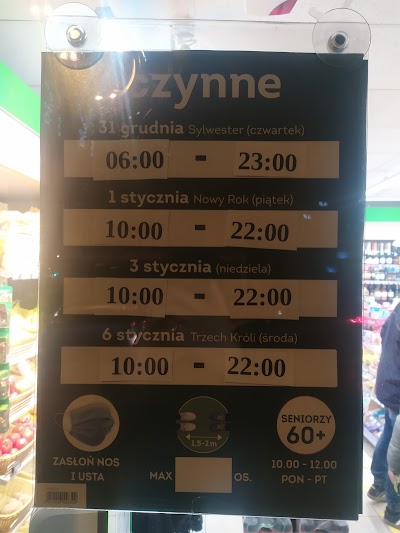 czynne
31 grudnia Sylwester (czwartek)
06:00 - 23:00
1 stycznia Nowy Rok (piątek)
10:00 - 22:00
3 stycznia (niedziela)
10:00 - 22:00
6 stycznia Trzech Króli (środa)
10:00 - 22:00
ZASŁOŃ NOS
I USTA
1,5-2m
MAX OS.
SENIORZY
60+
10.00 - 12.00
PON - PT